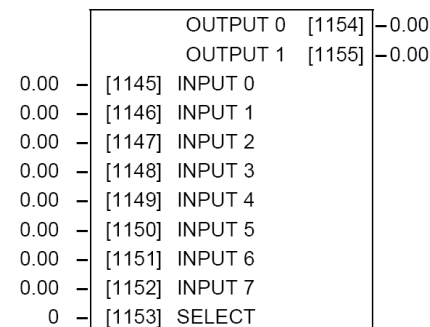 OUTPUT 0 [1154] – 0.00
OUTPUT 1 [1155] – 0.00
0.00 – [1145] INPUT 0
0.00 – [1146] INPUT 1
0.00 – [1147] INPUT 2
0.00 – [1148] INPUT 3
0.00 – [1149] INPUT 4
0.00 – [1150] INPUT 5
0.00 – [1151] INPUT 6
0.00 – [1152] INPUT 7
0 – [1153] SELECT